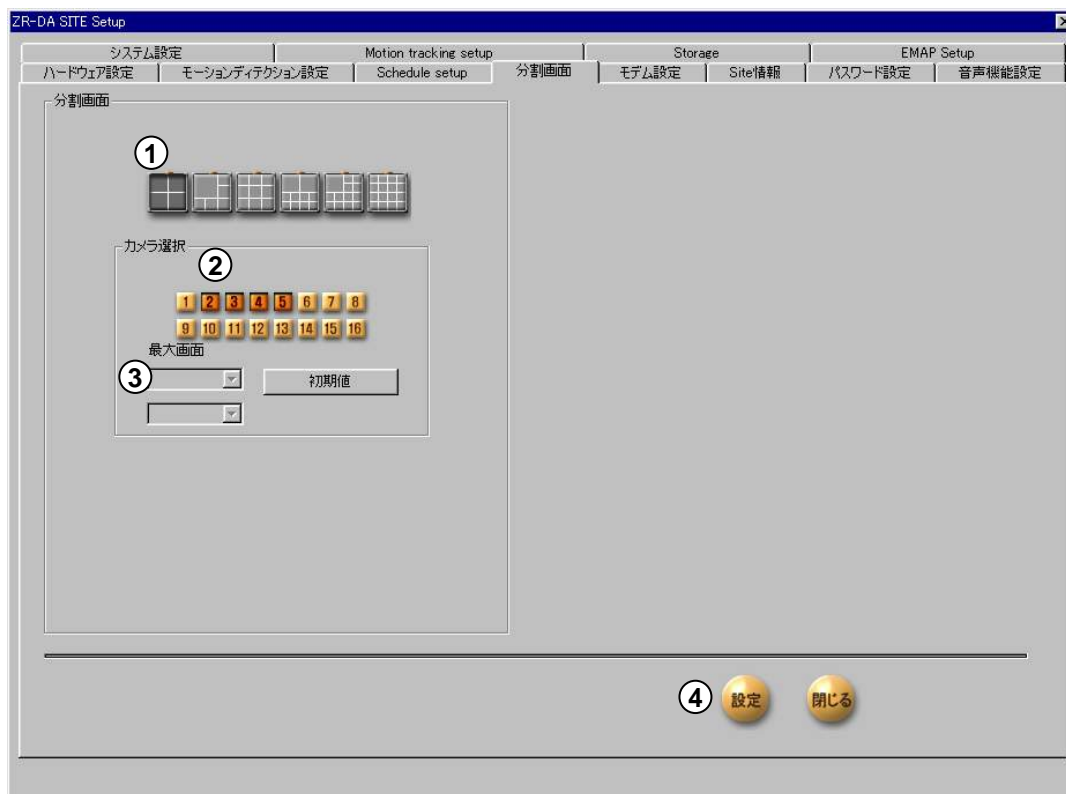 ZR-DA SITE Setup
システム設定 Motion tracking setup Storage EMAP Setup
ハードウェア設定 モーションディテクション設定 Schedule setup 分割画面 モデム設定 Site情報 パスワード設定 音声機能設定
分割画面
1
カメラ選択
2
1 2 3 4 5 6 7 8
9 10 11 12 13 14 15 16
最大画面
3
初期値
4 設定 閉じる